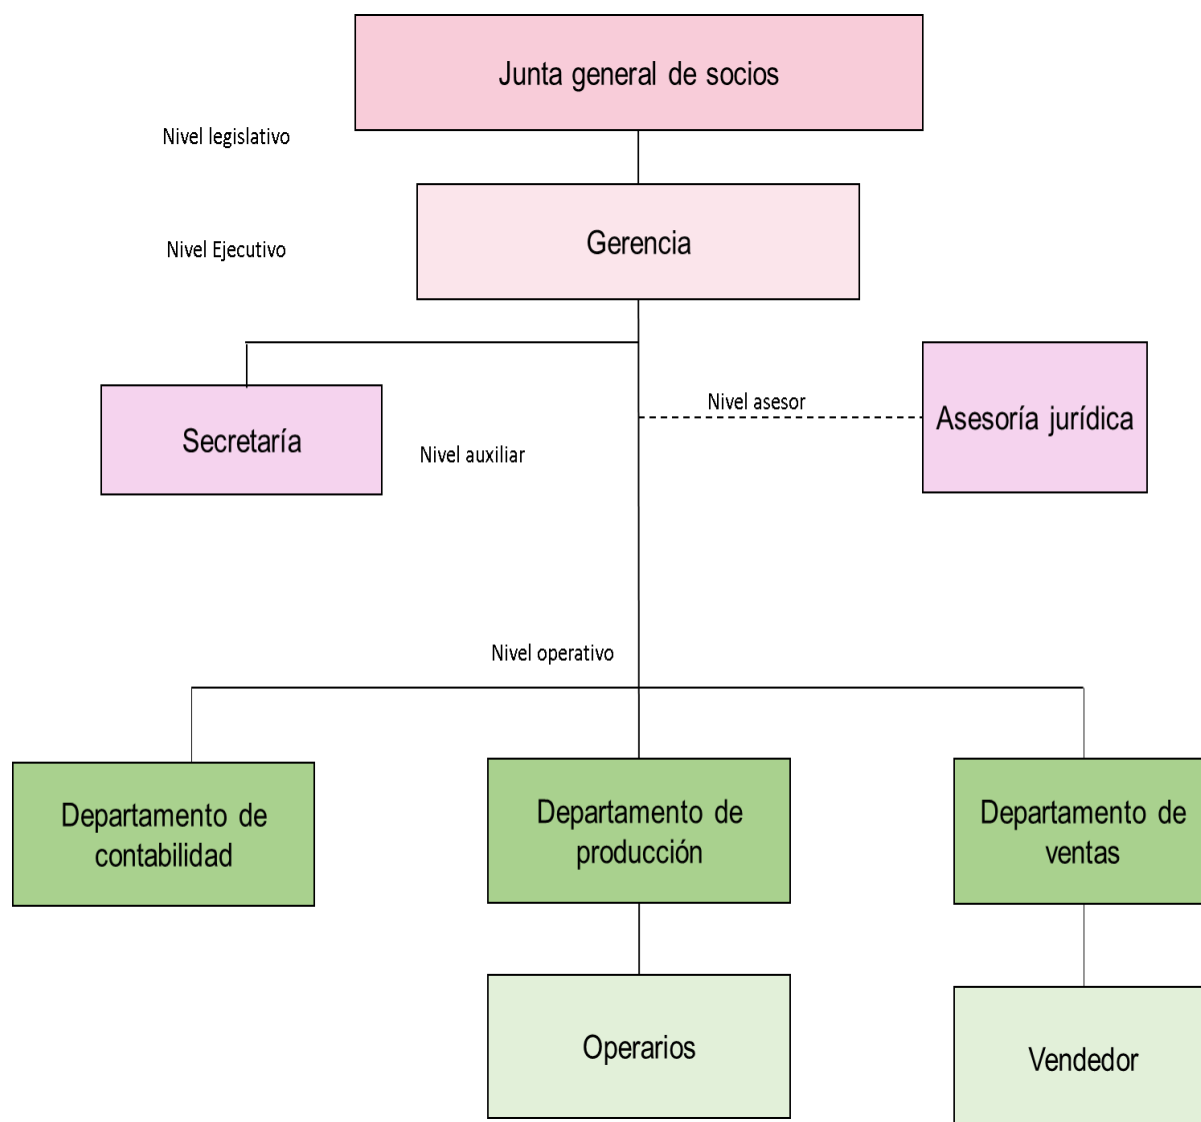 Junta general de socios
Nivel legislativo
Gerencia
Nivel Ejecutivo
Nivel asesor
Asesoría jurídica
Secretaría
Nivel auxiliar
Nivel operativo
Departamento de
contabilidad
Departamento de
producción
Departamento de
ventas
Operarios
Vendedor